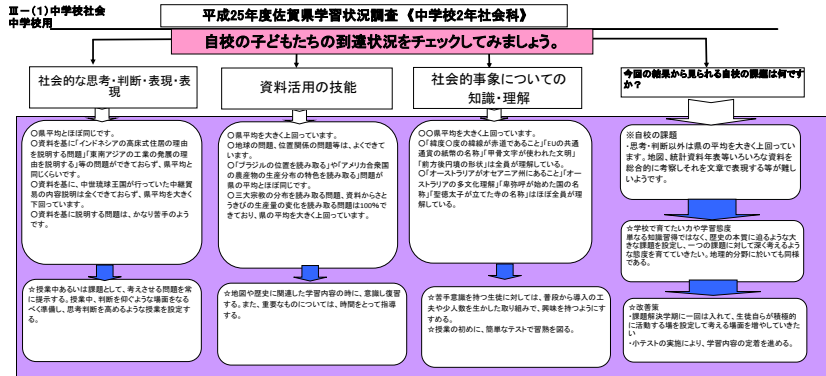 Ⅲ－(1)中学校社会
中学校用
平成25年度佐賀県学習状況調査 《中学校2年社会科》
自校の子どもたちの到達状況をチェックしてみましょう。
社会的な思考・判断・表現・表
現
資料活用の技能
社会的事象についての
知識・理解
今回の結果から見られる自校の課題は何です
か？
○県平均とほぼ同じです。
○資料を基に「インドネシアの高床式住居の理由
を説明する問題」「東南アジアの工業の発展の理
由を説明する」等の問題ができておらず、県平均と
同じくらいです。
○資料を基に、中世琉球王国が行っていた中継貿
易の内容説明は全くできておらず、県平均を大きく
下回っています。
○資料を基に説明する問題は、かなり苦手のよう
です。
○県平均を大きく上回っています。
○地球の問題、位置関係の問題等は、よくできて
います。
○「ブラジルの位置を読み取る」や「アメリカ合衆国
の農産物の生産分布の特色を読み取る」問題が
県の平均とほぼ同じです。
○三大宗教の分布を読み取る問題、資料からさと
うきびの生産量の変化を読み取る問題は100％で
きており、県の平均を大きく上回っています。
○○県平均を大きく上回っています。
○「緯度〇度の緯線が赤道であること」「EUの共通
通貨の紙幣の名称」「甲骨文字が使われた文明」
「前方後円墳の形状」は全員が理解している。
○「オーストラリアがオセアニア州にあること」「オー
ストラリアの多文化理解」「卑弥呼が始めた国の名
称」「聖徳太子が立てた寺の名称」はほぼ全員が理
解している。
※自校の課題
・思考・判断以外は県の平均を大きく上回っていま
す。地図、統計資料年表等いろいろな資料を
総合的に考察しそれを文章で表現する等が難し
いようです。
☆学校で育てたい力や学習態度
単なる知識習得ではなく、歴史の本質に迫るような大
きな課題を設定し、一つの課題に対して深く考えるよう
な態度を育てていきたい。地理的分野に於いても同様
である。
☆授業中あるいは課題として、考えさせる問題を常
に提示する。授業中、判断を仰ぐような場面をなる
べく準備し、思考判断を高めるような授業を設定す
る。
☆地図や歴史に関連した学習内容の時に、意識し復習
する。また、重要なものについては、時間をとって指導
する。
☆苦手意識を持つ生徒に対しては、普段から導入の工
夫や少人数を生かした取り組みで、興味を持つようにす
すめる。
☆授業の初めに、簡単なテストで習熟を図る。
☆改善策
・課題解決学期に一回は入れて、生徒自らが積極的
に活動する場を設定して考える場面を増やしていき
たい
・小テストの実施により、学習内容の定着を進める。